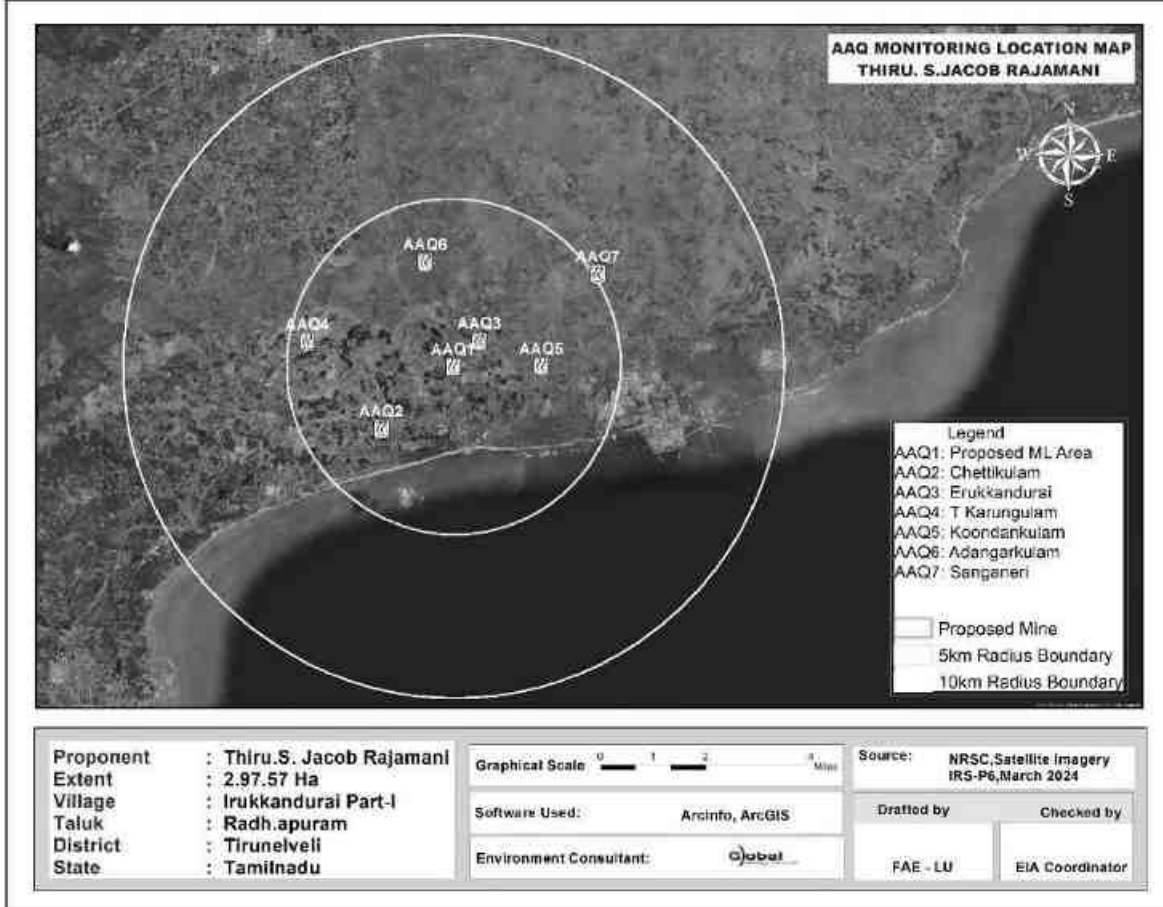 AAQ MONITORING LOCATION MAP
THIRU. S.JACOB RAJAMANI
N
W E
S
AAQ6
AAQ7
AAQ4
AAQ3
AAQ1
AAQ5
AAQ2
Legend
AAQ1: Proposed ML Area
AAQ2: Chettikulam
AAQ3: Erukkandurai
AAQ4: T Karungulam
AAQ5: Koondankulam
AAQ6: Adangarkulam
AAQ7: Sanganeri
Proposed Mine
5km Radius Boundary
10km Radius Boundary
Proponent : Thiru.S. Jacob Rajamani
Extent : 2.97.57 Ha
Village : Irukkandurai Part-I
Taluk : Radh.apuram
District : Tirunelveli
State : Tamilnadu
Graphical Scale 0 1 2 4 Miles
Software Used: Arcinfo, ArcGIS
Environment Consultant: Global
Source: NRSC,Satellite Imagery
IRS-P6,March 2024
Drafted by Checked by
FAE - LU EIA Coordinator